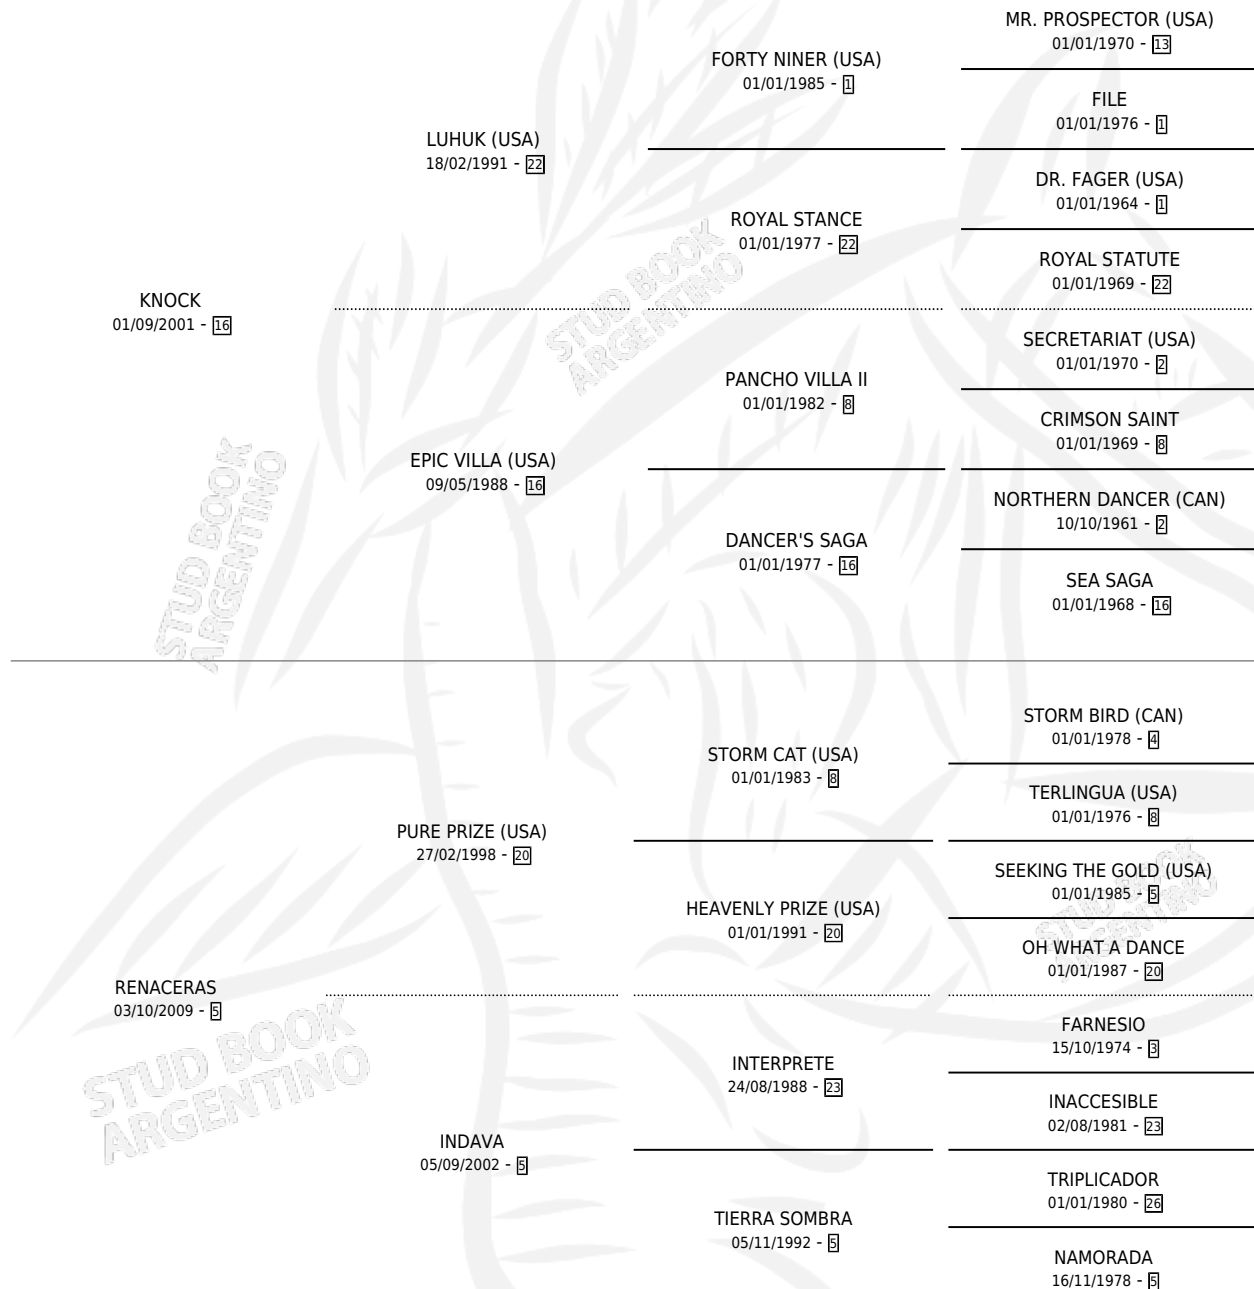 KNOCK
01/09/2001 - 16
LUHUK (USA)
18/02/1991 - 22
EPIC VILLA (USA)
09/05/1988 - 16
FORTY NINER (USA)
01/01/1985 - 1
ROYAL STANCE
01/01/1977 - 22
PANCHO VILLA II
01/01/1982 - 8
DANCER'S SAGA
01/01/1977 - 16
MR. PROSPECTOR (USA)
01/01/1970 - 13
FILE
01/01/1976 - 1
DR. FAGER (USA)
01/01/1964 - 1
ROYAL STATUTE
01/01/1969 - 22
SECRETARIAT (USA)
01/01/1970 - 2
CRIMSON SAINT
01/01/1969 - 8
NORTHERN DANCER (CAN)
10/10/1961 - 2
SEA SAGA
01/01/1968 - 16
RENACERAS
03/10/2009 - 5
PURE PRIZE (USA)
27/02/1998 - 20
INDAVA
05/09/2002 - 5
STORM CAT (USA)
01/01/1983 - 8
HEAVENLY PRIZE (USA)
01/01/1991 - 20
INTERPRETE
24/08/1988 - 23
TIERRA SOMBRA
05/11/1992 - 5
STORM BIRD (CAN)
01/01/1978 - 4
TERLINGUA (USA)
01/01/1976 - 8
SEEKING THE GOLD (USA)
01/01/1985 - 5
OH WHAT A DANCE
01/01/1987 - 20
FARNESIO
15/10/1974 - 3
INACCESIBLE
02/08/1981 - 23
TRIPLICADOR
01/01/1980 - 26
NAMORADA
16/11/1978 - 5
STUD BOOK
ARGENTINO
STUD BOOK
ARGENTINO
STUD BOOK
ARGENTINO
STUD BOOK
ARGENTINO